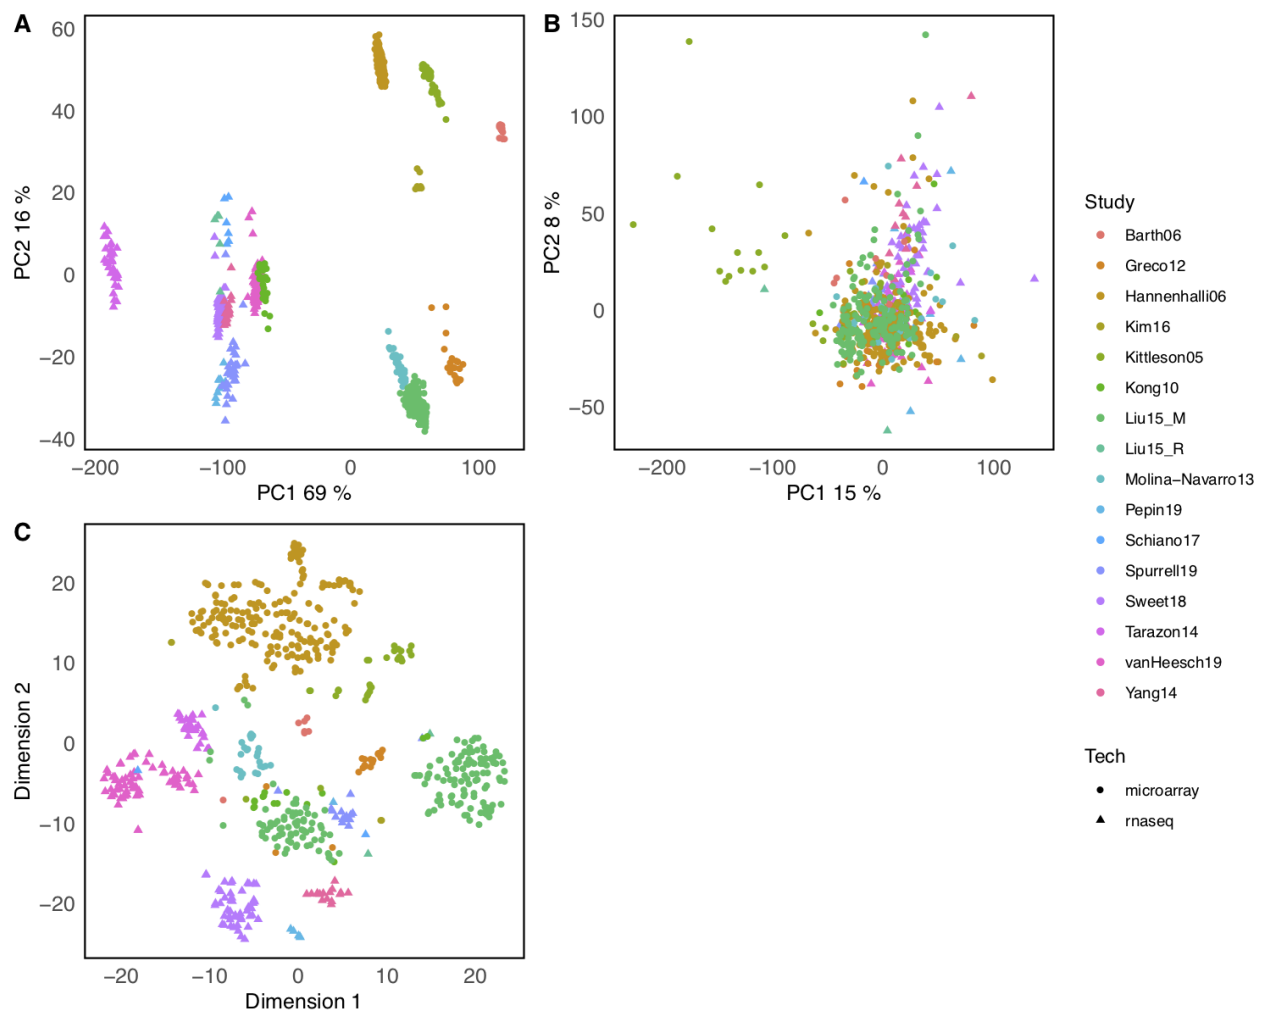 A
60
40
20
0
−20
−40
PC2 16 %
−200
−100
0
100
PC1 69 %
B
150
100
50
0
−50
PC2 8 %
−200
−100
0
100
PC1 15 %
Study
Barth06
Greco12
Hannenhalli06
Kim16
Kittleson05
Kong10
Liu15_M
Liu15_R
Molina−Navarro13
Pepin19
Schiano17
Spurrell19
Sweet18
Tarazon14
vanHeesch19
Yang14
Tech
microarray
rnaseq
C
20
10
0
−10
−20
Dimension 2
−20
−10
0
10
20
Dimension 1